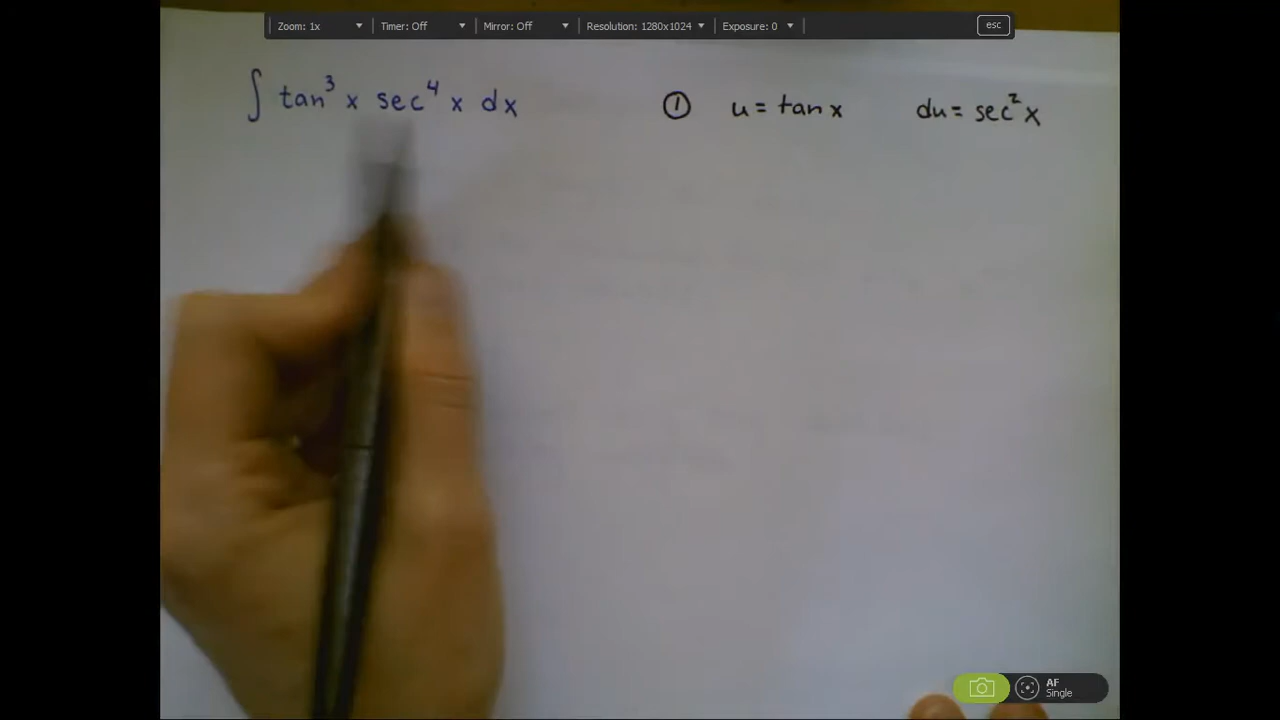 Zoom: 1x Timer: Off Mirror: Off Resolution: 1280x1024 Exposure: 0 esc
∫ tan³ x sec⁴ x dx ① u = tan x du = sec² x
AF
Single